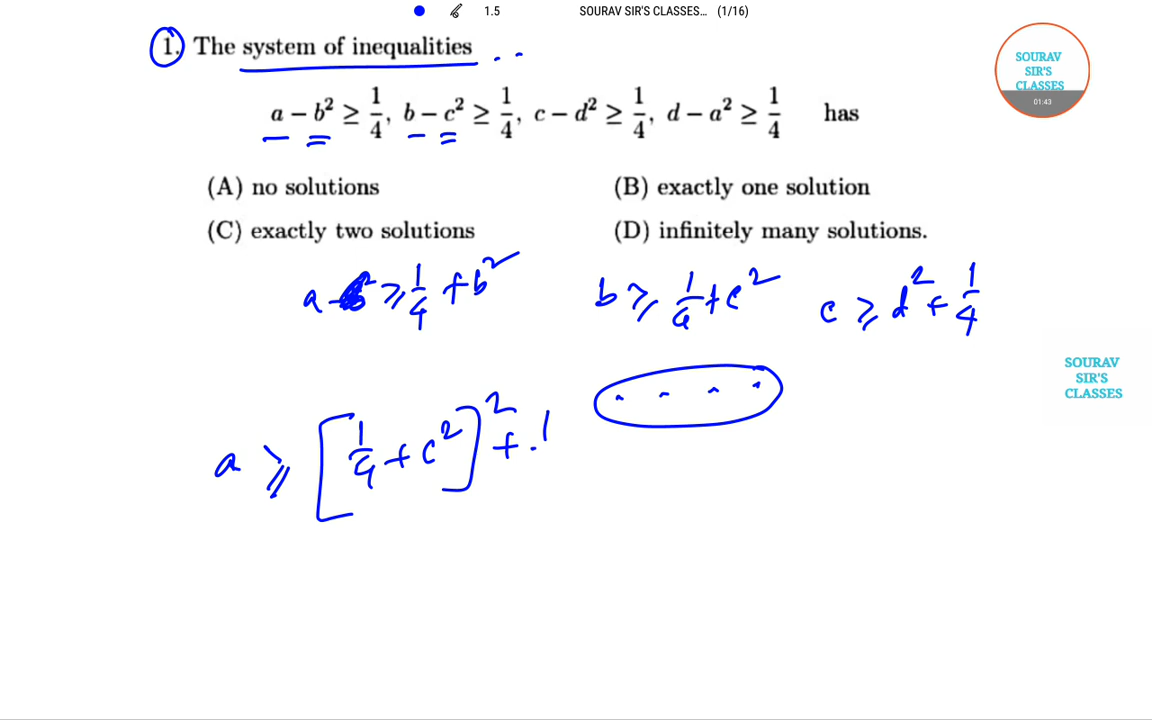 1.5 SOURAV SIR'S CLASSES... (1/16)
1. The system of inequalities
a − b² ≥ 1/4, b − c² ≥ 1/4, c − d² ≥ 1/4, d − a² ≥ 1/4 has
(A) no solutions (B) exactly one solution
(C) exactly two solutions (D) infinitely many solutions.
SOURAV
SIR'S
CLASSES
01:43
a ≥ 1/4 + b² b ≥ 1/4 + c² c ≥ d² + 1/4
SOURAV
SIR'S
CLASSES
a ≥ [1/4 + c²]² +